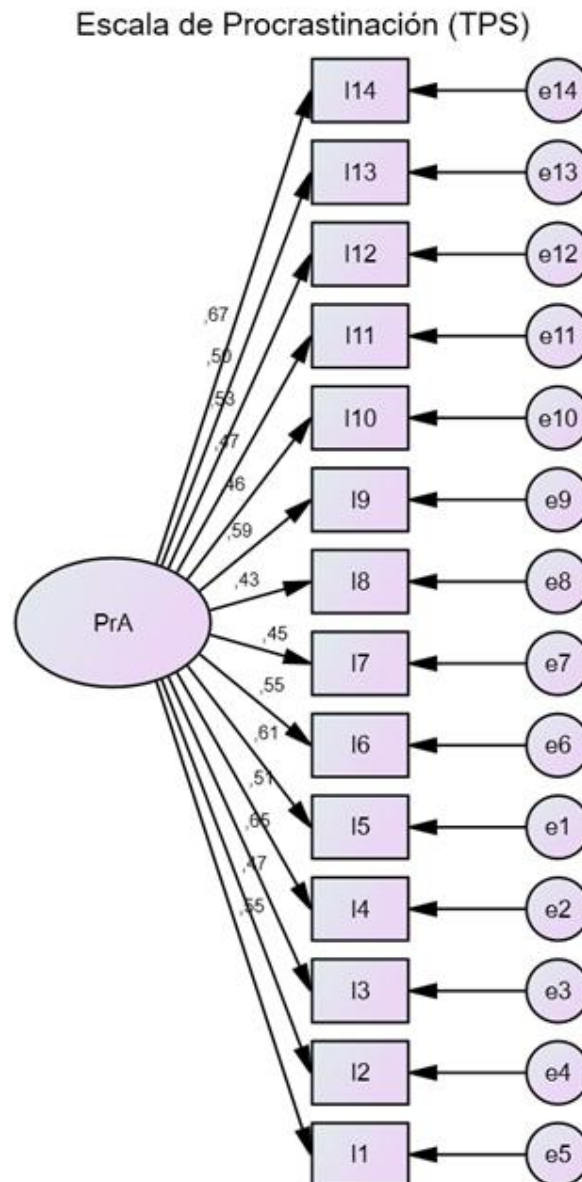 Escala de Procrastinación (TPS)
I14 e14
I13 e13
I12 e12
,67 I11 e11
,50
,53 I10 e10
,47
46 I9 e9
,59
,43 I8 e8
PrA
,45 I7 e7
,55
,61 I6 e6
,51
,65 I5 e1
,47
,55 I4 e2
I3 e3
I2 e4
I1 e5